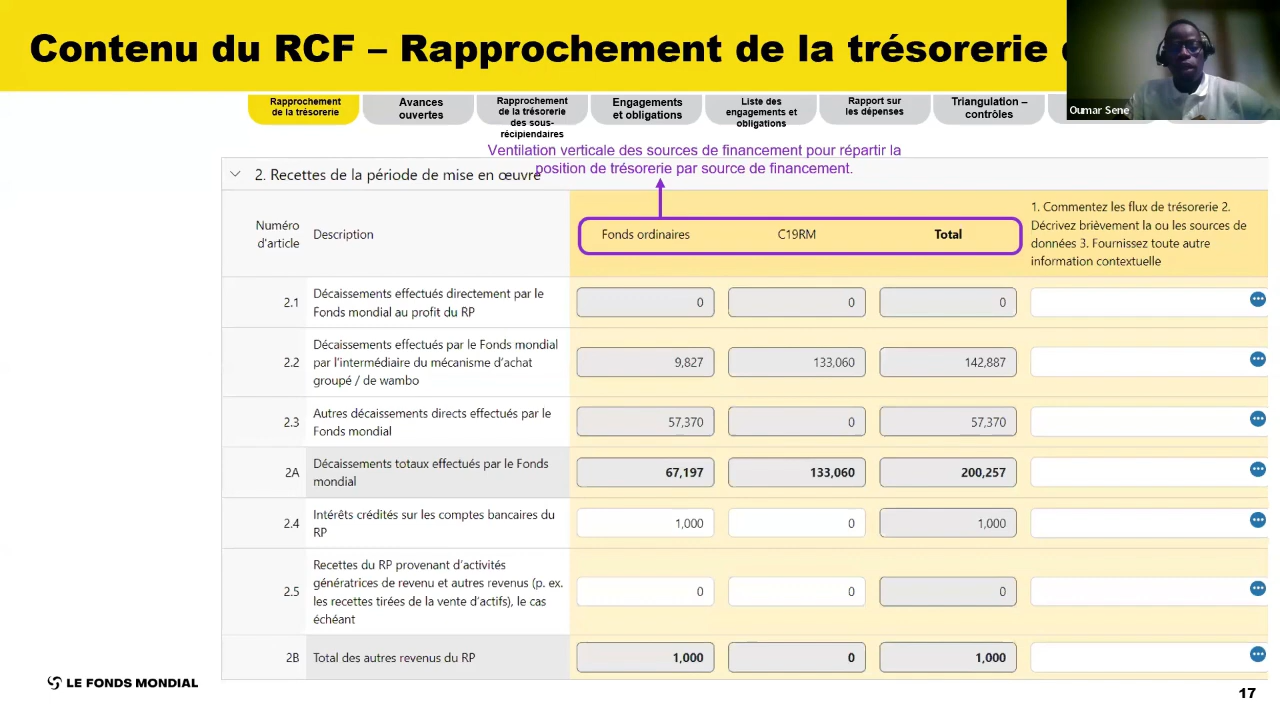 Contenu du RCF – Rapprochement de la trésorerie
Oumar Sene
Rapprochement
de la trésorerie
Avances
ouvertes
Rapprochement
de la trésorerie
des sous-
récipiendaires
Engagements
et obligations
Liste des
engagements et
obligations
Rapport sur
les dépenses
Triangulation –
contrôles
Ventilation verticale des sources de financement pour répartir la
position de trésorerie par source de financement.
2. Recettes de la période de mise en œuvre
Numéro
d'article
Description
Fonds ordinaires
C19RM
Total
1. Commentez les flux de trésorerie 2.
Décrivez brièvement la ou les sources de
données 3. Fournissez toute autre
information contextuelle
2.1
Décaissements effectués directement par le
Fonds mondial au profit du RP
0
0
0
2.2
Décaissements effectués par le Fonds mondial
par l'intermédiaire du mécanisme d'achat
groupé / de wambo
9,827
133,060
142,887
2.3
Autres décaissements directs effectués par le
Fonds mondial
57,370
0
57,370
2A
Décaissements totaux effectués par le Fonds
mondial
67,197
133,060
200,257
2.4
Intérêts crédités sur les comptes bancaires du
RP
1,000
0
1,000
2.5
Recettes du RP provenant d'activités
génératrices de revenu et autres revenus (p. ex.
les recettes tirées de la vente d'actifs), le cas
échéant
0
0
0
2B
Total des autres revenus du RP
1,000
0
1,000
LE FONDS MONDIAL
17